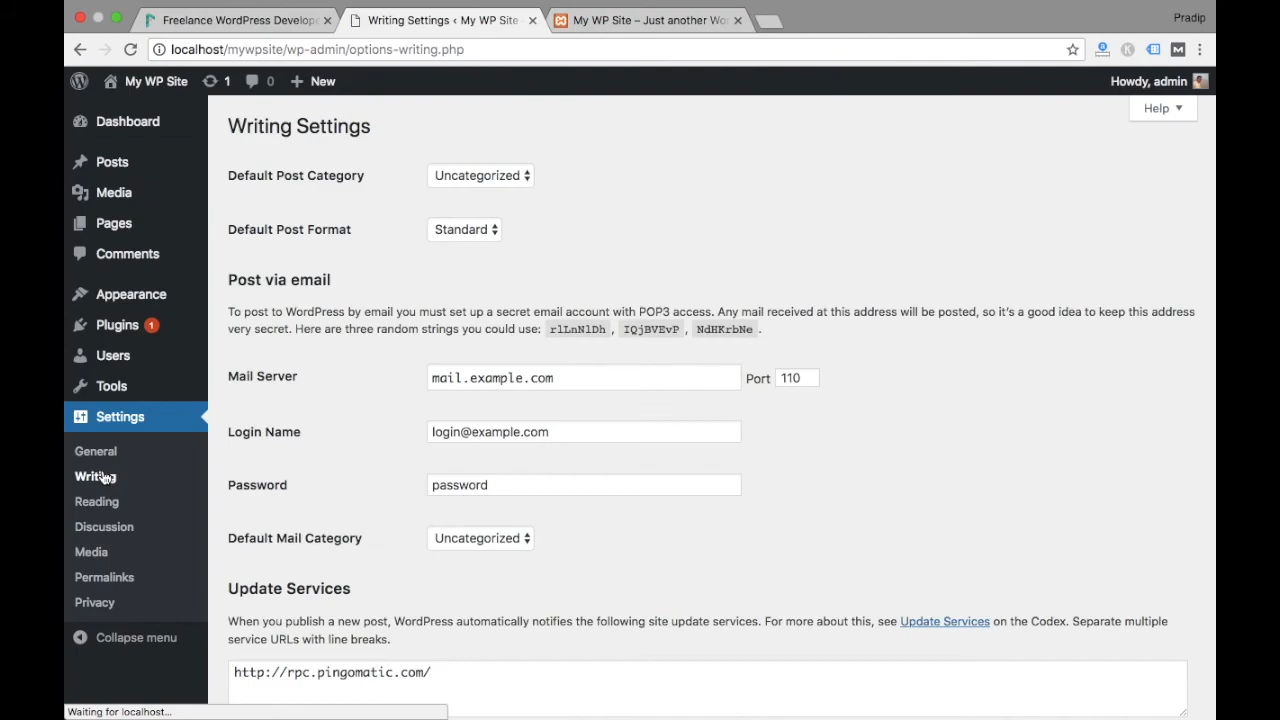 Freelance WordPress Develope
Writing Settings ‹ My WP Site
My WP Site – Just another Wo
Pradip
localhost/mywpsite/wp-admin/options-writing.php
My WP Site 1 0 New
Howdy, admin
Help
Dashboard
Posts
Media
Pages
Comments
Appearance
Plugins 1
Users
Tools
Settings
General
Writing
Reading
Discussion
Media
Permalinks
Privacy
Collapse menu
Writing Settings
Default Post Category Uncategorized
Default Post Format Standard
Post via email
To post to WordPress by email you must set up a secret email account with POP3 access. Any mail received at this address will be posted, so it's a good idea to keep this address
very secret. Here are three random strings you could use: rlLnNlDh , IQjBVEvP , NdHKrbNe .
Mail Server mail.example.com Port 110
Login Name login@example.com
Password password
Default Mail Category Uncategorized
Update Services
When you publish a new post, WordPress automatically notifies the following site update services. For more about this, see Update Services on the Codex. Separate multiple
service URLs with line breaks.
http://rpc.pingomatic.com/
Waiting for localhost...